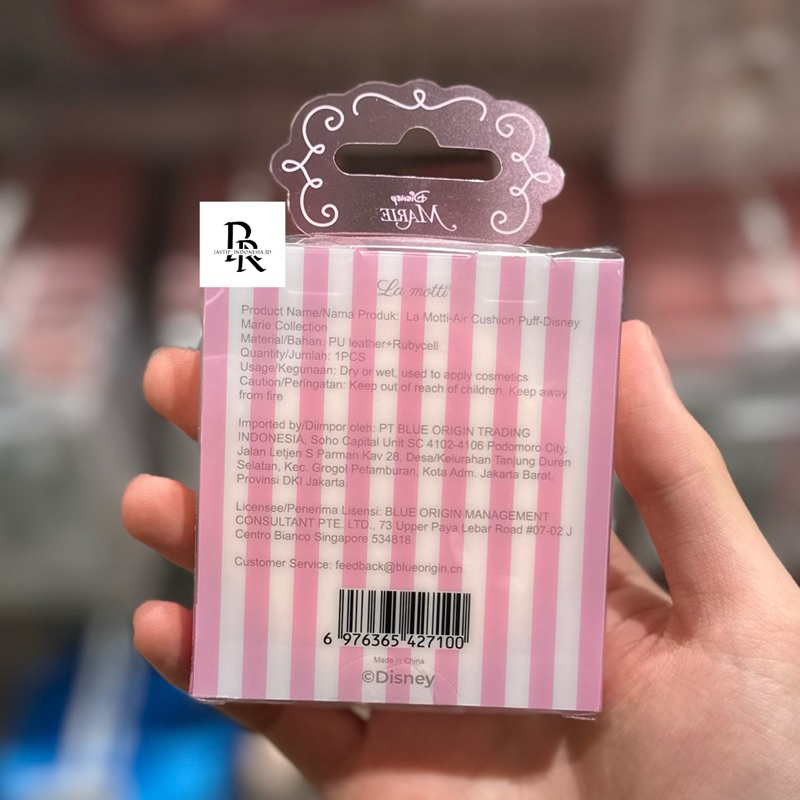 Disney
MARIE
R
LASTIP_INDONESIA.ID
La motti
Product Name/Nama Produk: La Motti-Air Cushion Puff-Disney
Marie Collection
Material/Bahan: PU leather+Rubycell
Quantity/Jumlah: 1PCS
Usage/Kegunaan: Dry or wet, used to apply cosmetics
Caution/Peringatan: Keep out of reach of children, Keep away
from fire
Imported by/Diimpor oleh: PT BLUE ORIGIN TRADING
INDONESIA, Soho Capital Unit SC 4102-4106 Podomoro City,
Jalan Letjen S Parman Kav 28, Desa/Kelurahan Tanjung Duren
Selatan, Kec. Grogol Petamburan, Kota Adm. Jakarta Barat,
Provinsi DKI Jakarta
Licensee/Penerima Lisensi: BLUE ORIGIN MANAGEMENT
CONSULTANT PTE. LTD., 73 Upper Paya Lebar Road #07-02 J
Centro Bianco Singapore 534818.
Customer Service: feedback@blueorigin.cn
6 976365 427100
Made in China
©Disney